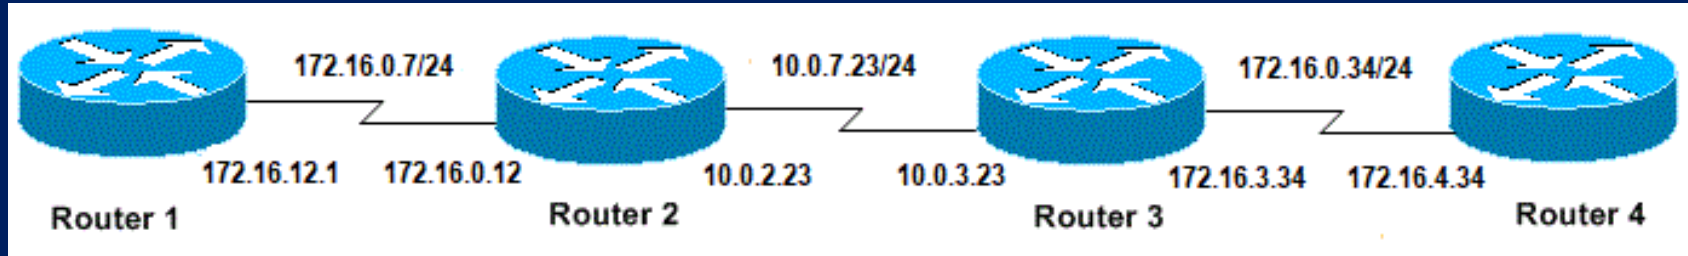 172.16.0.7/24
10.0.7.23/24
172.16.0.34/24
172.16.12.1
172.16.0.12
10.0.2.23
10.0.3.23
172.16.3.34
172.16.4.34
Router 1
Router 2
Router 3
Router 4